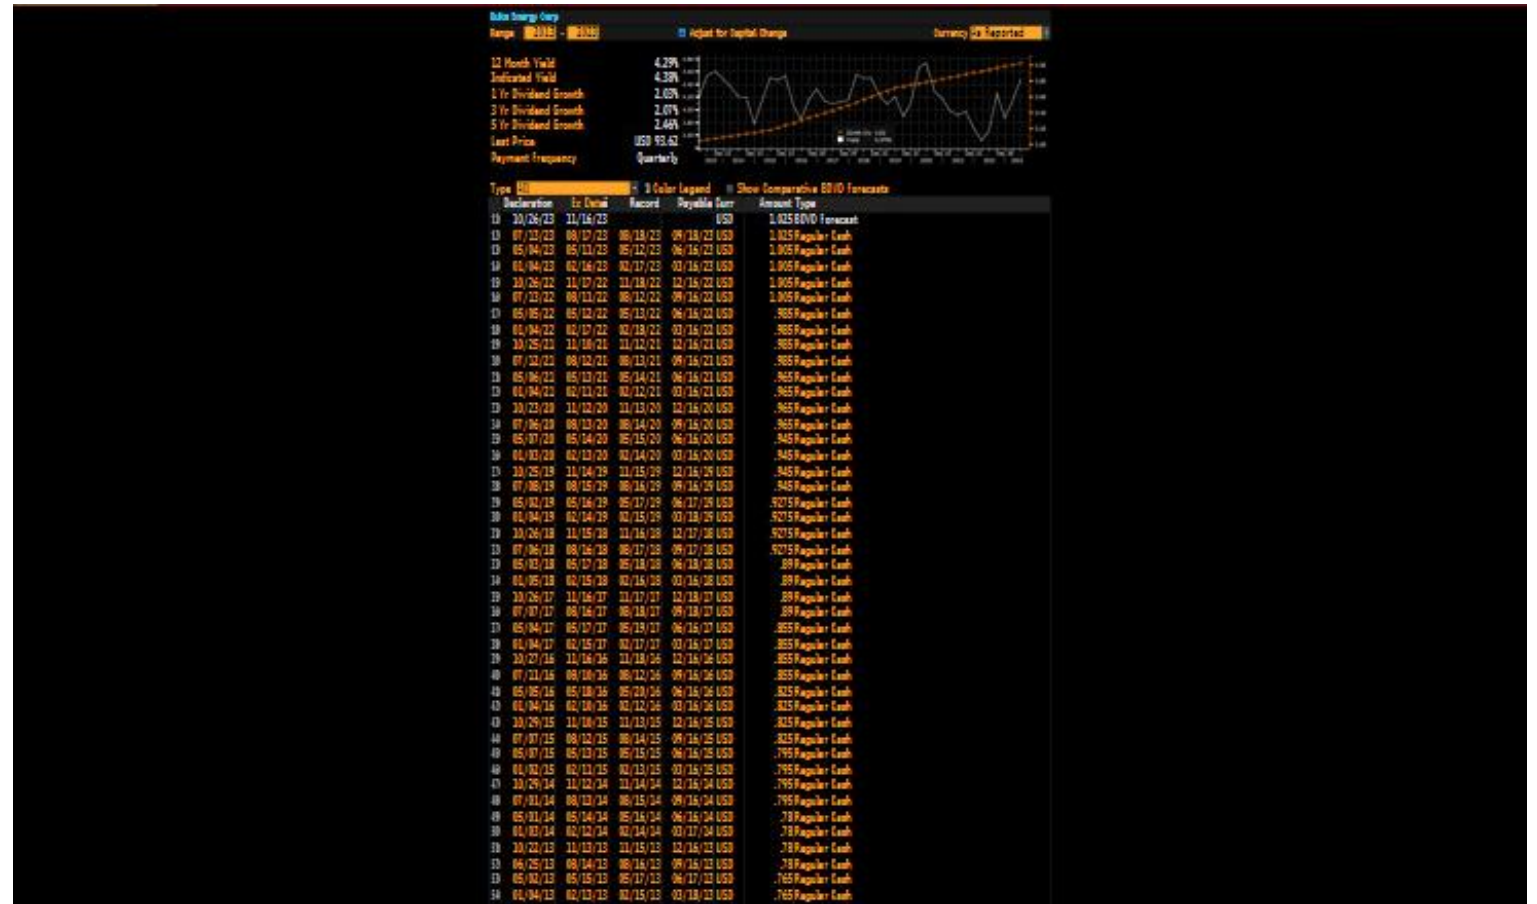 Duke Energy Corp
Range 2013 - 2023 Adjust for Capital Change Currency As Reported
12 Month Yield 4.29%
Indicated Yield 4.38%
1 Yr Dividend Growth 2.03%
3 Yr Dividend Growth 2.07%
5 Yr Dividend Growth 2.46%
Last Price USD 93.62
Payment Frequency Quarterly
Type All Color Legend Show Comparative BDVD Forecasts
Declaration Ex Date Record Payable Curr Amount Type
10/26/23 11/16/23 USD 1.025 BDVD Forecast
07/13/23 08/17/23 08/18/23 09/18/23 USD 1.025 Regular Cash
05/04/23 05/11/23 05/12/23 06/16/23 USD 1.005 Regular Cash
01/04/23 02/16/23 02/17/23 03/16/23 USD 1.005 Regular Cash
10/26/22 11/17/22 11/18/22 12/16/22 USD 1.005 Regular Cash
07/13/22 08/11/22 08/12/22 09/16/22 USD 1.005 Regular Cash
05/05/22 05/12/22 05/13/22 06/16/22 USD .985 Regular Cash
01/04/22 02/17/22 02/18/22 03/16/22 USD .985 Regular Cash
10/25/21 11/10/21 11/12/21 12/16/21 USD .985 Regular Cash
07/12/21 08/12/21 08/13/21 09/16/21 USD .985 Regular Cash
05/06/21 05/13/21 05/14/21 06/16/21 USD .965 Regular Cash
01/04/21 02/11/21 02/12/21 03/16/21 USD .965 Regular Cash
10/23/20 11/12/20 11/13/20 12/16/20 USD .965 Regular Cash
07/06/20 08/13/20 08/14/20 09/16/20 USD .965 Regular Cash
05/07/20 05/14/20 05/15/20 06/16/20 USD .945 Regular Cash
01/03/20 02/13/20 02/14/20 03/16/20 USD .945 Regular Cash
10/25/19 11/14/19 11/15/19 12/16/19 USD .945 Regular Cash
07/08/19 08/15/19 08/16/19 09/16/19 USD .945 Regular Cash
05/02/19 05/16/19 05/17/19 06/17/19 USD .9275 Regular Cash
01/04/19 02/14/19 02/15/19 03/18/19 USD .9275 Regular Cash
10/26/18 11/15/18 11/16/18 12/17/18 USD .9275 Regular Cash
07/06/18 08/16/18 08/17/18 09/17/18 USD .9275 Regular Cash
05/03/18 05/17/18 05/18/18 06/18/18 USD .89 Regular Cash
01/05/18 02/15/18 02/16/18 03/16/18 USD .89 Regular Cash
10/26/17 11/16/17 11/17/17 12/18/17 USD .89 Regular Cash
07/07/17 08/16/17 08/18/17 09/18/17 USD .89 Regular Cash
05/04/17 05/17/17 05/19/17 06/16/17 USD .855 Regular Cash
01/04/17 02/15/17 02/17/17 03/16/17 USD .855 Regular Cash
10/27/16 11/16/16 11/18/16 12/16/16 USD .855 Regular Cash
07/11/16 08/10/16 08/12/16 09/16/16 USD .855 Regular Cash
05/05/16 05/18/16 05/20/16 06/16/16 USD .825 Regular Cash
01/04/16 02/10/16 02/12/16 03/16/16 USD .825 Regular Cash
10/29/15 11/10/15 11/13/15 12/16/15 USD .825 Regular Cash
07/07/15 08/12/15 08/14/15 09/16/15 USD .825 Regular Cash
05/07/15 05/13/15 05/15/15 06/16/15 USD .795 Regular Cash
01/02/15 02/11/15 02/13/15 03/16/15 USD .795 Regular Cash
10/29/14 11/12/14 11/14/14 12/16/14 USD .795 Regular Cash
07/01/14 08/13/14 08/15/14 09/16/14 USD .795 Regular Cash
05/01/14 05/14/14 05/16/14 06/16/14 USD .78 Regular Cash
01/03/14 02/12/14 02/14/14 03/17/14 USD .78 Regular Cash
10/22/13 11/13/13 11/15/13 12/16/13 USD .78 Regular Cash
06/25/13 08/14/13 08/16/13 09/16/13 USD .78 Regular Cash
05/02/13 05/15/13 05/17/13 06/17/13 USD .765 Regular Cash
01/04/13 02/13/13 02/15/13 03/18/13 USD .765 Regular Cash